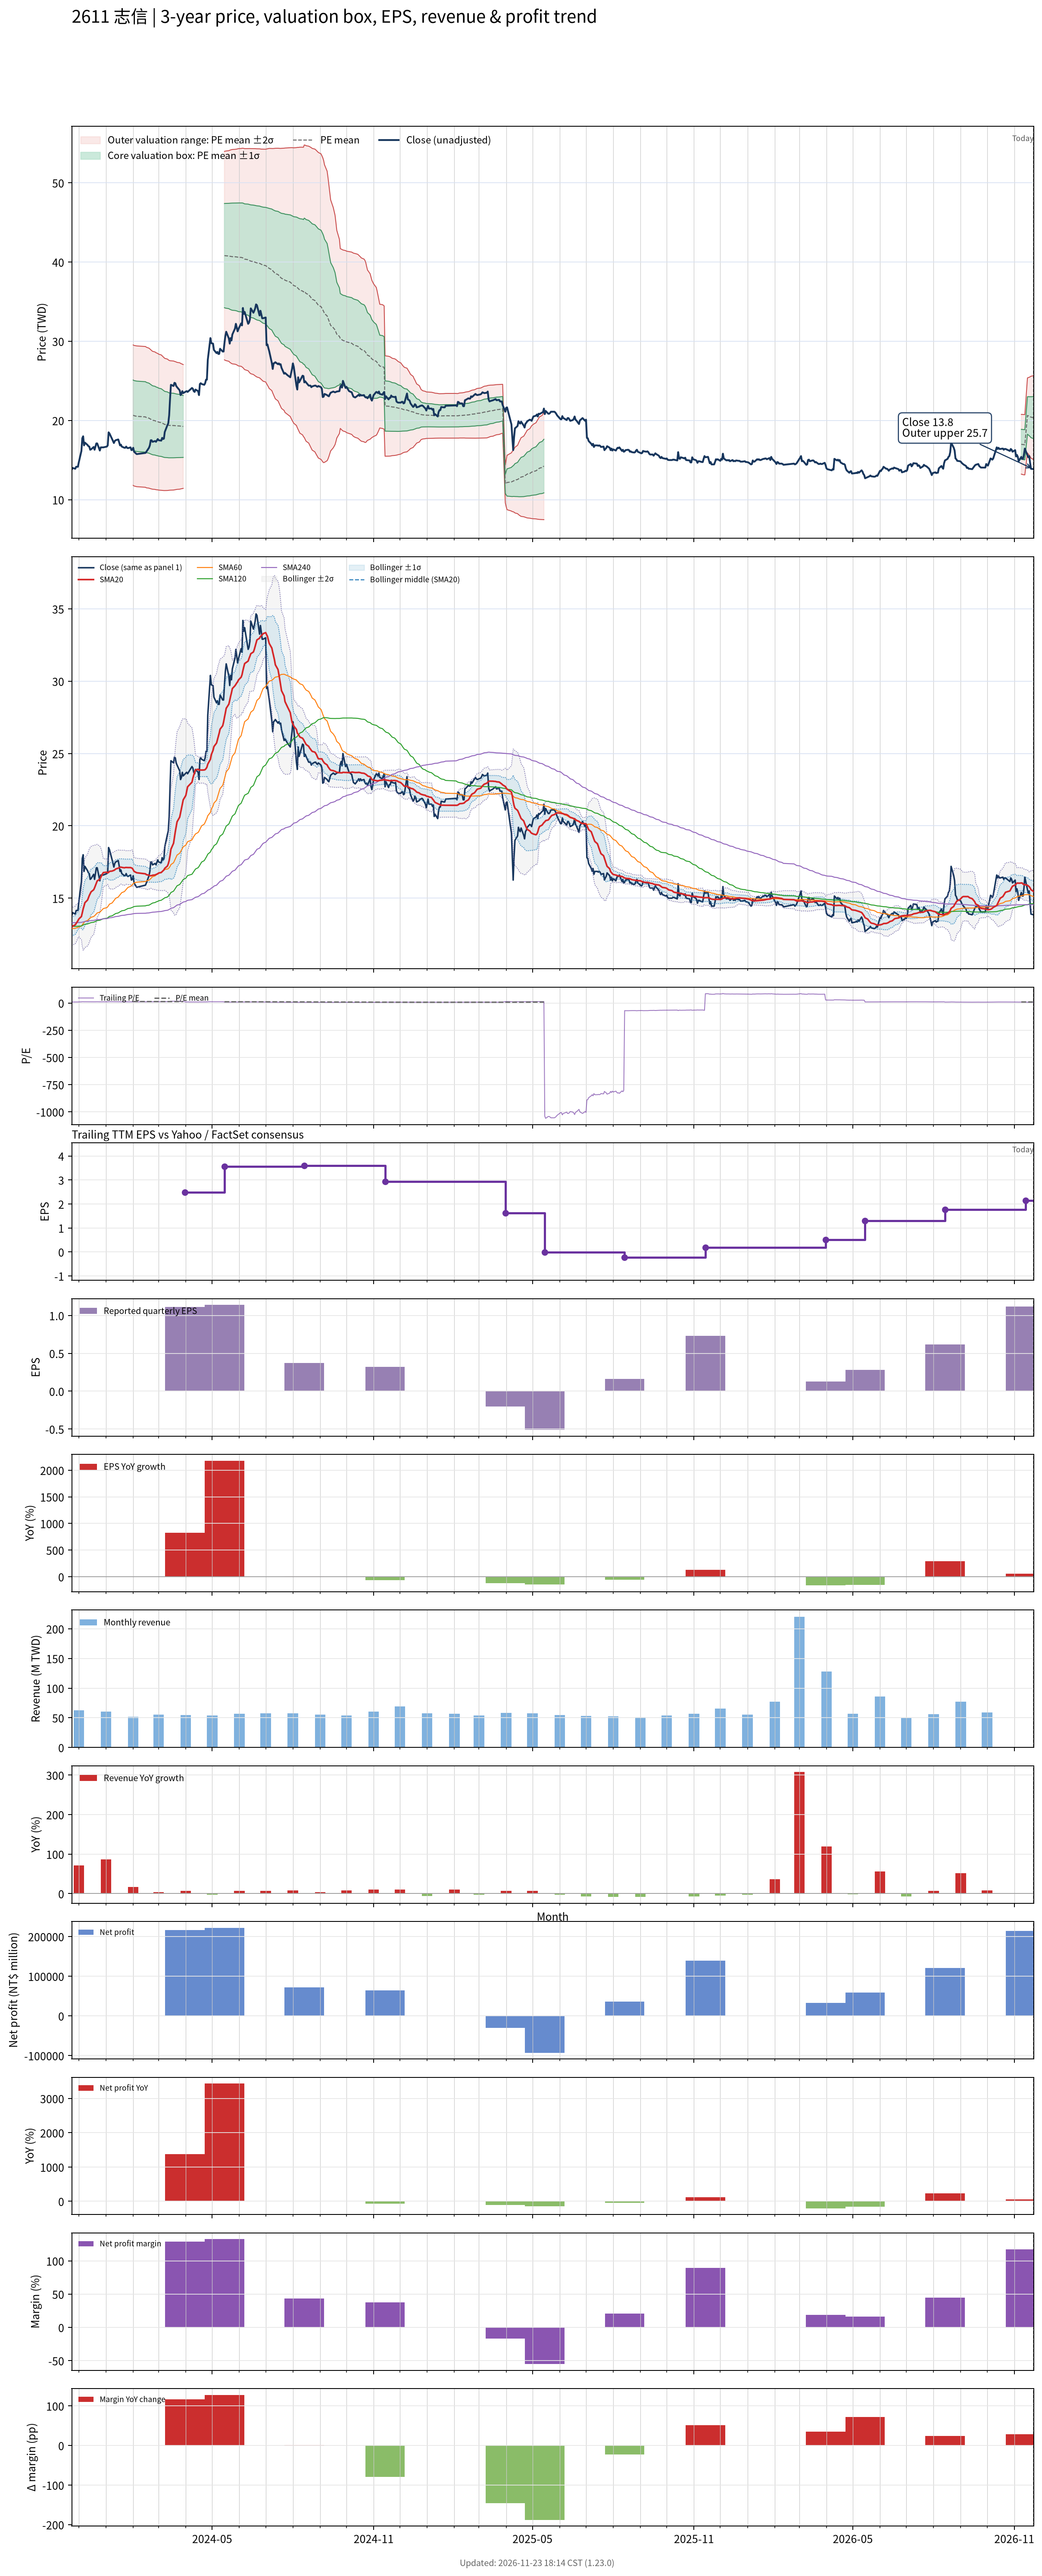 2611 志信 | 3-year price, valuation box, EPS, revenue & profit trend
Outer valuation range: PE mean ±2σ
PE mean
Close (unadjusted)
Core valuation box: PE mean ±1σ
Today
Price (TWD)
50
40
30
20
10
Close 13.8
Outer upper 25.7
Close (same as panel 1)
SMA20
SMA60
SMA120
SMA240
Bollinger ±2σ
Bollinger ±1σ
Bollinger middle (SMA20)
Price
35
30
25
20
15
Trailing P/E
P/E mean
P/E
0
-250
-500
-750
-1000
Trailing TTM EPS vs Yahoo / FactSet consensus
Today
EPS
4
3
2
1
0
-1
Reported quarterly EPS
EPS
1.0
0.5
0.0
-0.5
EPS YoY growth
YoY (%)
2000
1500
1000
500
0
Monthly revenue
Revenue (M TWD)
200
150
100
50
0
Revenue YoY growth
YoY (%)
300
200
100
0
Month
Net profit
Net profit (NT$ million)
200000
100000
0
-100000
Net profit YoY
YoY (%)
3000
2000
1000
0
Net profit margin
Margin (%)
100
50
0
-50
Margin YoY change
Δ margin (pp)
100
0
-100
-200
2024-05
2024-11
2025-05
2025-11
2026-05
2026-11
Updated: 2026-11-23 18:14 CST (1.23.0)